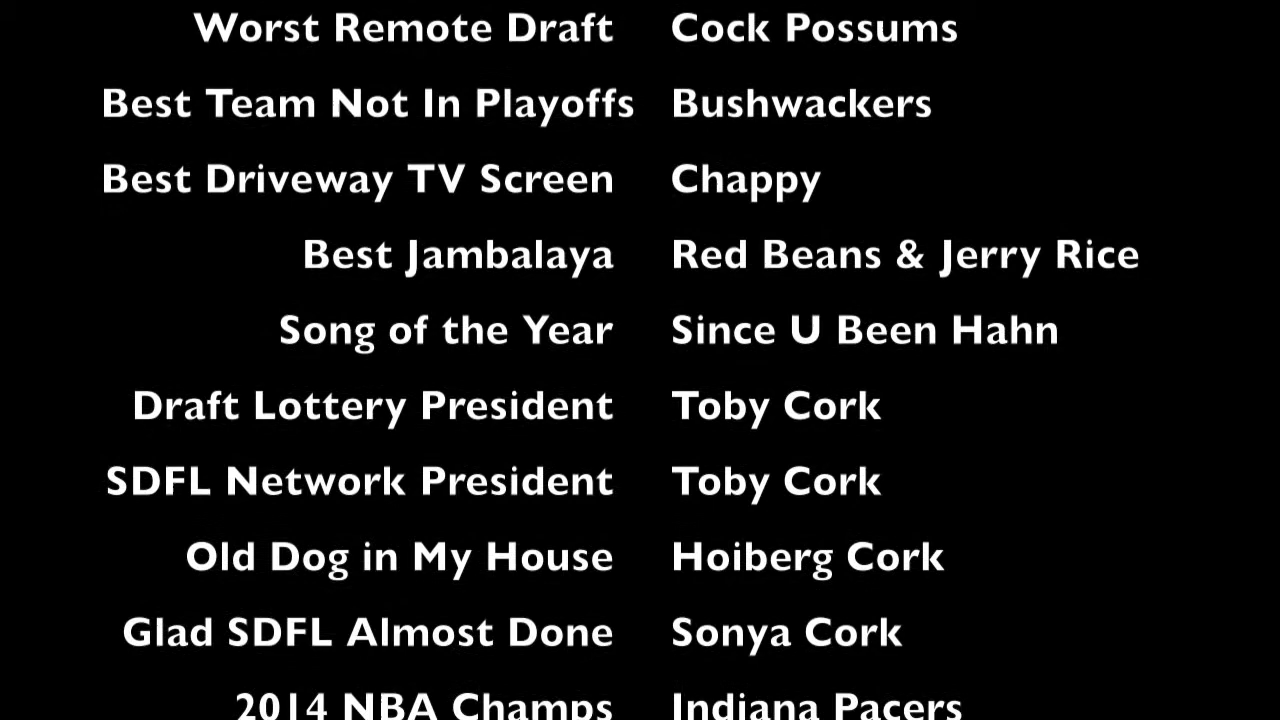 Worst Remote Draft Cock Possums
Best Team Not In Playoffs Bushwackers
Best Driveway TV Screen Chappy
Best Jambalaya Red Beans & Jerry Rice
Song of the Year Since U Been Hahn
Draft Lottery President Toby Cork
SDFL Network President Toby Cork
Old Dog in My House Hoiberg Cork
Glad SDFL Almost Done Sonya Cork
2014 NBA Champs Indiana Pacers